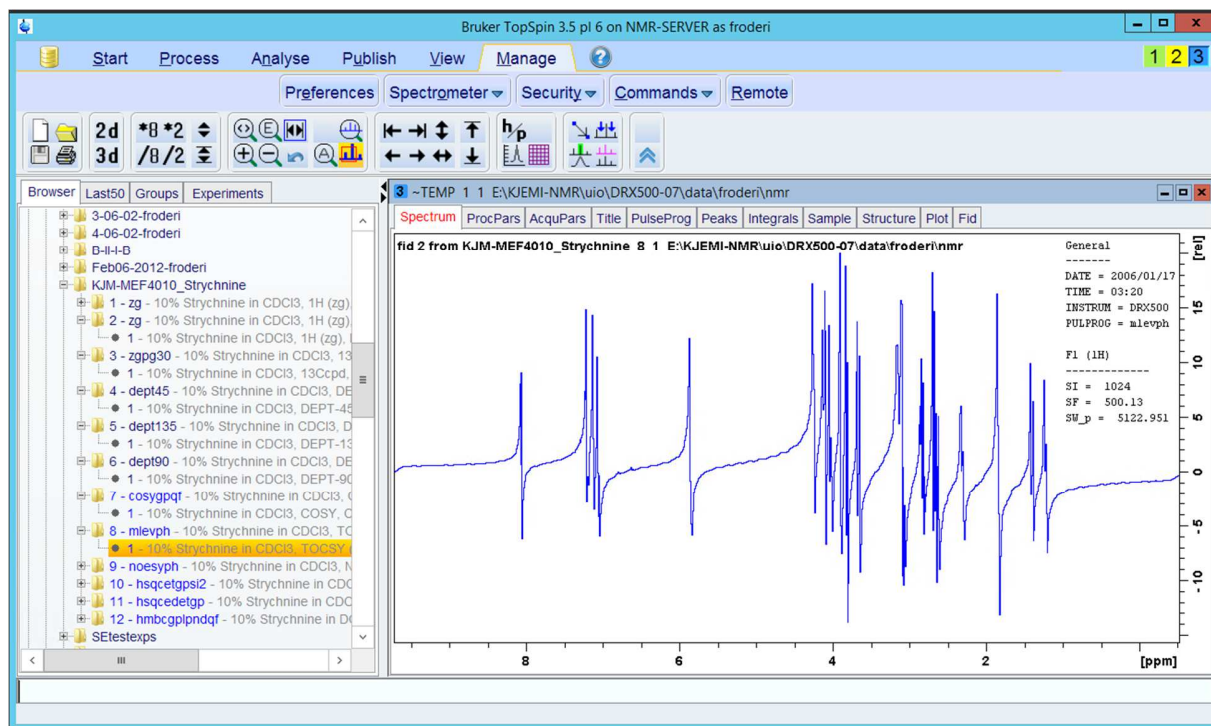 Bruker TopSpin 3.5 pl 6 on NMR-SERVER as froderi
Start Process Analyse Publish View Manage ?
1 2 3
Preferences Spectrometer Security Commands Remote
2d *8 *2 E h/p
3d /8 /2 A
Browser Last50 Groups Experiments
3-06-02-froderi
4-06-02-froderi
B-II-I-B
Feb06-2012-froderi
KJM-MEF4010_Strychnine
1 - zg - 10% Strychnine in CDCl3, 1H (zg),
2 - zg - 10% Strychnine in CDCl3, 1H (zg),
1 - 10% Strychnine in CDCl3, 1H (zg),
3 - zgpg30 - 10% Strychnine in CDCl3, 13
1 - 10% Strychnine in CDCl3, 13Ccpd,
4 - dept45 - 10% Strychnine in CDCl3, DE
1 - 10% Strychnine in CDCl3, DEPT-45
5 - dept135 - 10% Strychnine in CDCl3, D
1 - 10% Strychnine in CDCl3, DEPT-13
6 - dept90 - 10% Strychnine in CDCl3, DE
1 - 10% Strychnine in CDCl3, DEPT-90
7 - cosygpqf - 10% Strychnine in CDCl3,
1 - 10% Strychnine in CDCl3, COSY,
8 - mlevph - 10% Strychnine in CDCl3, TC
1 - 10% Strychnine in CDCl3, TOCSY
9 - noesyph - 10% Strychnine in CDCl3, N
10 - hsqcetgpsi2 - 10% Strychnine in CDC
11 - hsqcedetgp - 10% Strychnine in CDC
12 - hmbcgplpndqf - 10% Strychnine in
SEtestexps
3 ~TEMP 1 1 E:\KJEMI-NMR\uio\DRX500-07\data\froderi\nmr
Spectrum ProcPars AcquPars Title PulseProg Peaks Integrals Sample Structure Plot Fid
fid 2 from KJM-MEF4010_Strychnine 8 1 E:\KJEMI-NMR\uio\DRX500-07\data\froderi\nmr
General
-------
DATE = 2006/01/17
TIME = 03:20
INSTRUM = DRX500
PULPROG = mlevph
F1 (1H)
-------------
SI = 1024
SF = 500.13
SW_p = 5122.951
[rel]
15
10
5
0
-5
-10
8 6 4 2 [ppm]